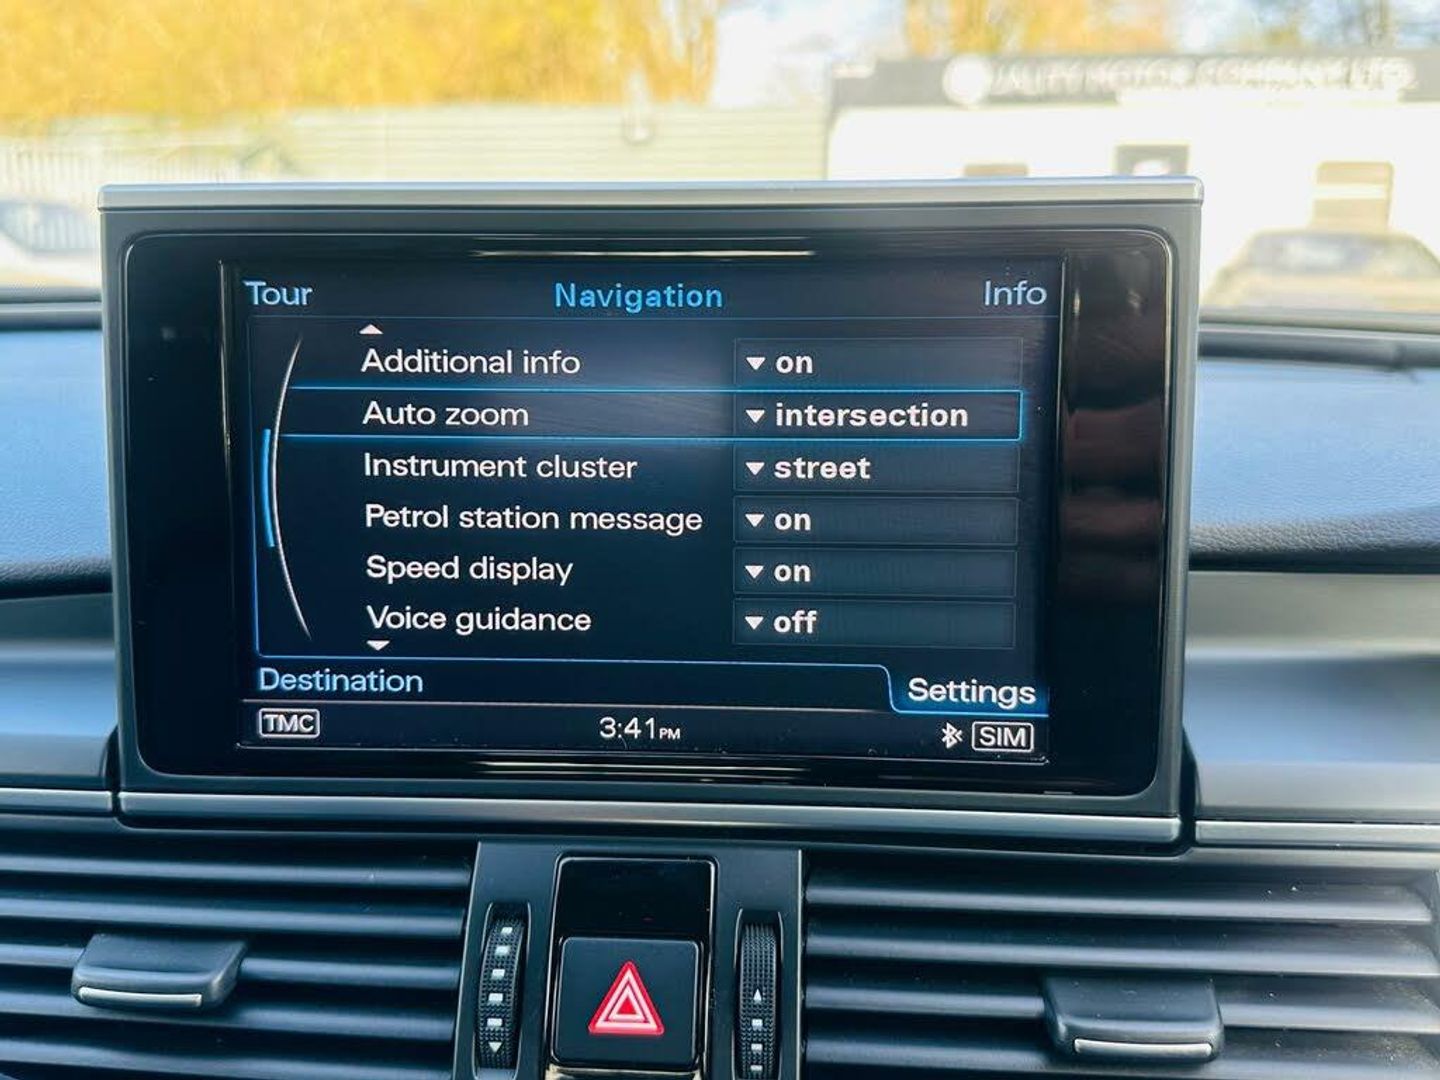 Tour Navigation Info
Additional info on
Auto zoom intersection
Instrument cluster street
Petrol station message on
Speed display on
Voice guidance off
Destination Settings
TMC 3:41PM SIM